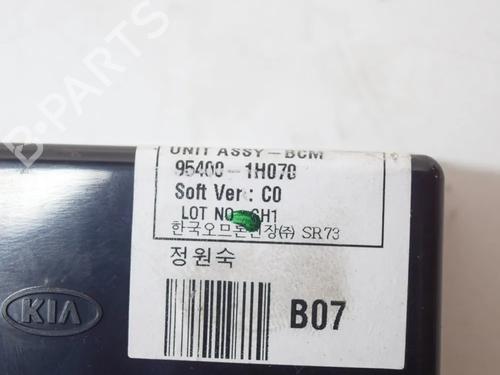 B-PARTS
UNIT ASSY-BCM
95400-1H070
Soft Ver.: C0
LOT NO. 6H1
한국오므론전장㈜ SR73
정원숙
KIA
B07